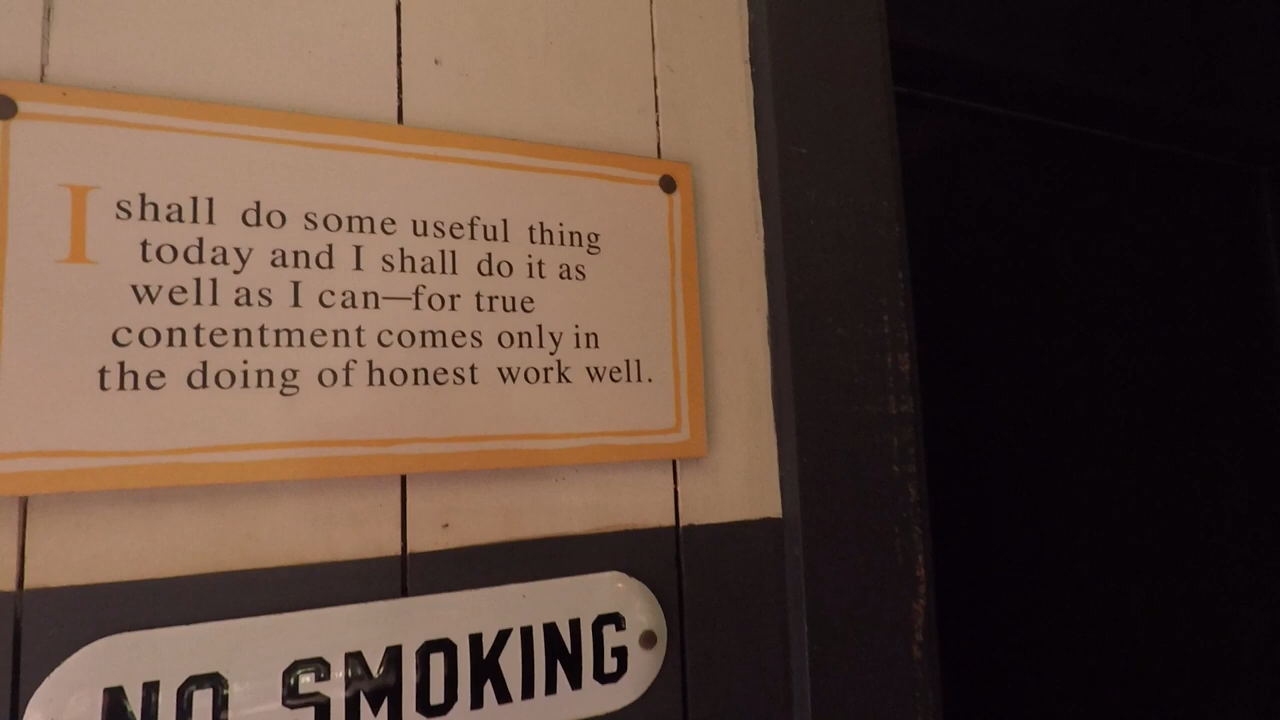 I shall do some useful thing
today and I shall do it as
well as I can—for true
contentment comes only in
the doing of honest work well.
NO SMOKING